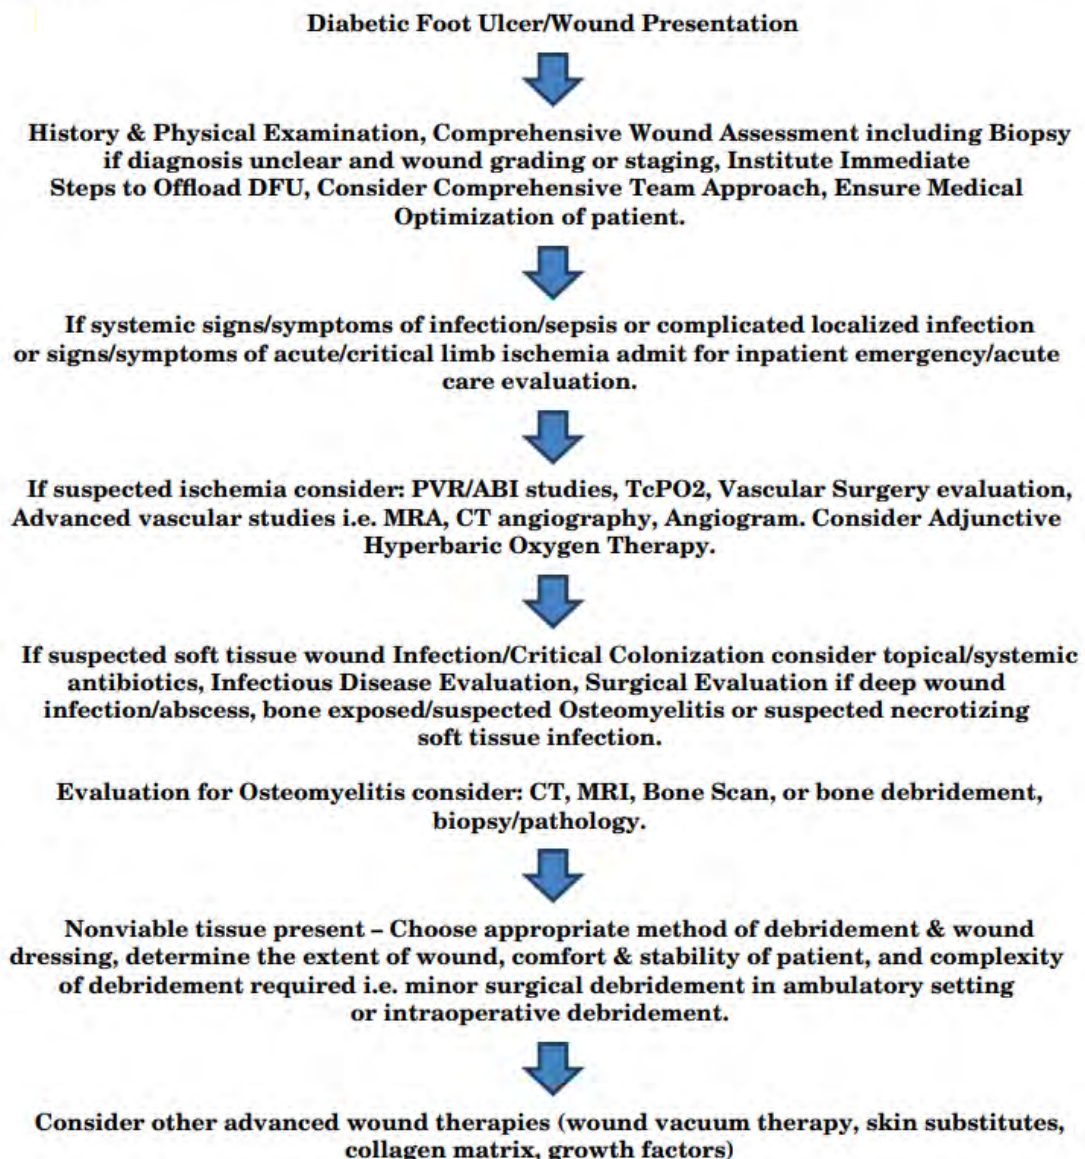 Diabetic Foot Ulcer/Wound Presentation
History & Physical Examination, Comprehensive Wound Assessment including Biopsy
if diagnosis unclear and wound grading or staging, Institute Immediate
Steps to Offload DFU, Consider Comprehensive Team Approach, Ensure Medical
Optimization of patient.
If systemic signs/symptoms of infection/sepsis or complicated localized infection
or signs/symptoms of acute/critical limb ischemia admit for inpatient emergency/acute
care evaluation.
If suspected ischemia consider: PVR/ABI studies, TcPO2, Vascular Surgery evaluation,
Advanced vascular studies i.e. MRA, CT angiography, Angiogram. Consider Adjunctive
Hyperbaric Oxygen Therapy.
If suspected soft tissue wound Infection/Critical Colonization consider topical/systemic
antibiotics, Infectious Disease Evaluation, Surgical Evaluation if deep wound
infection/abscess, bone exposed/suspected Osteomyelitis or suspected necrotizing
soft tissue infection.
Evaluation for Osteomyelitis consider: CT, MRI, Bone Scan, or bone debridement,
biopsy/pathology.
Nonviable tissue present – Choose appropriate method of debridement & wound
dressing, determine the extent of wound, comfort & stability of patient, and complexity
of debridement required i.e. minor surgical debridement in ambulatory setting
or intraoperative debridement.
Consider other advanced wound therapies (wound vacuum therapy, skin substitutes,
collagen matrix, growth factors)